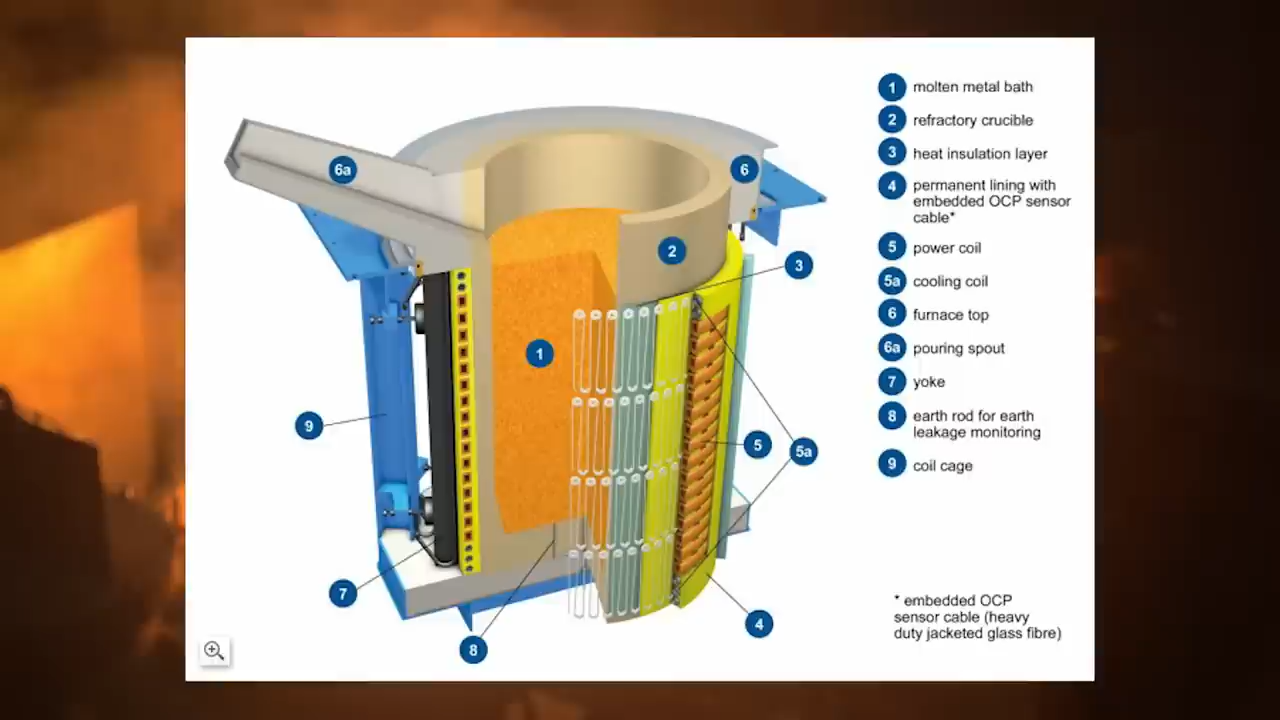 1 molten metal bath
2 refractory crucible
3 heat insulation layer
4 permanent lining with
embedded OCP sensor
cable*
5 power coil
5a cooling coil
6 furnace top
6a pouring spout
7 yoke
8 earth rod for earth
leakage monitoring
9 coil cage
6a
6
2
3
1
9
5
5a
7
8
4
* embedded OCP
sensor cable (heavy
duty jacketed glass fibre)